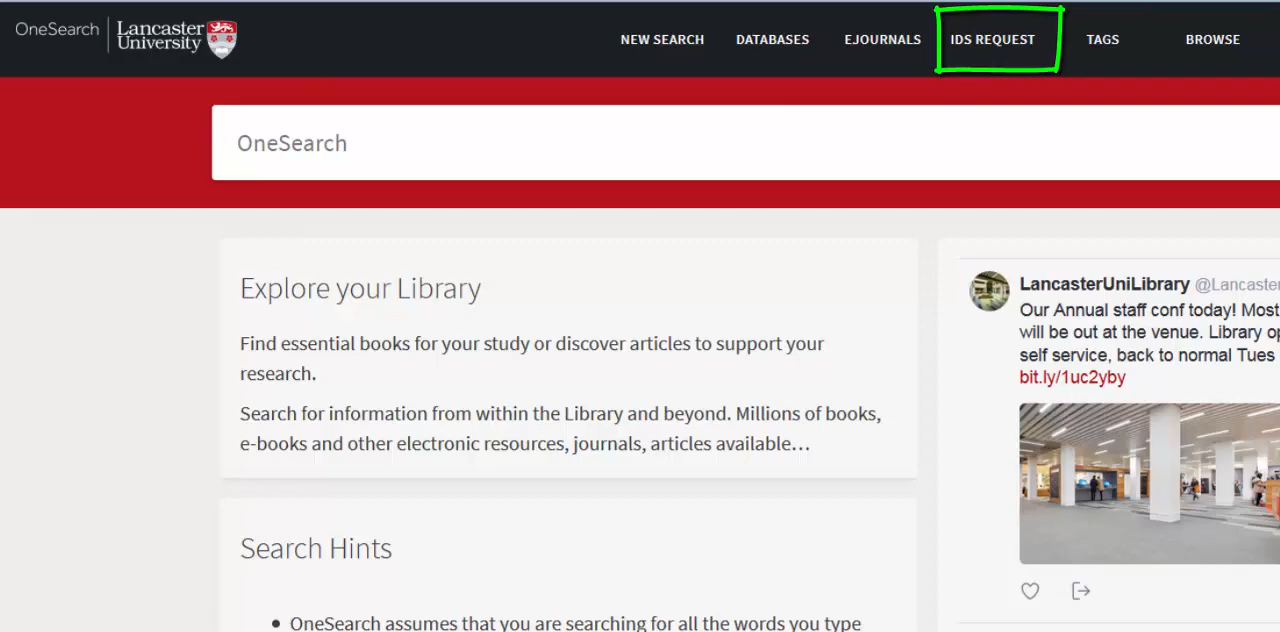 OneSearch
Lancaster
University
NEW SEARCH
DATABASES
EJOURNALS
IDS REQUEST
TAGS
BROWSE
OneSearch
Explore your Library
Find essential books for your study or discover articles to support your
research.
Search for information from within the Library and beyond. Millions of books,
e-books and other electronic resources, journals, articles available…
Search Hints
• OneSearch assumes that you are searching for all the words you type
LancasterUniLibrary @Lancaster
Our Annual staff conf today! Most
will be out at the venue. Library op
self service, back to normal Tues
bit.ly/1uc2yby